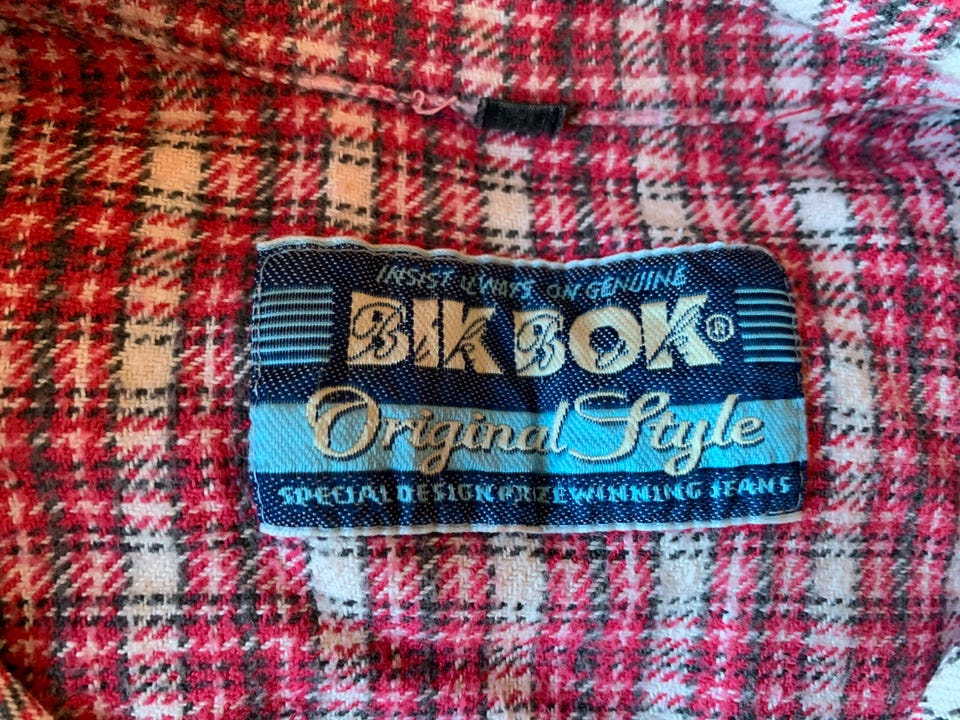 INSIST ALWAYS ON GENUINE
BIK BOK®
Original Style
SPECIAL DESIGN PRIZEWINNING JEANS